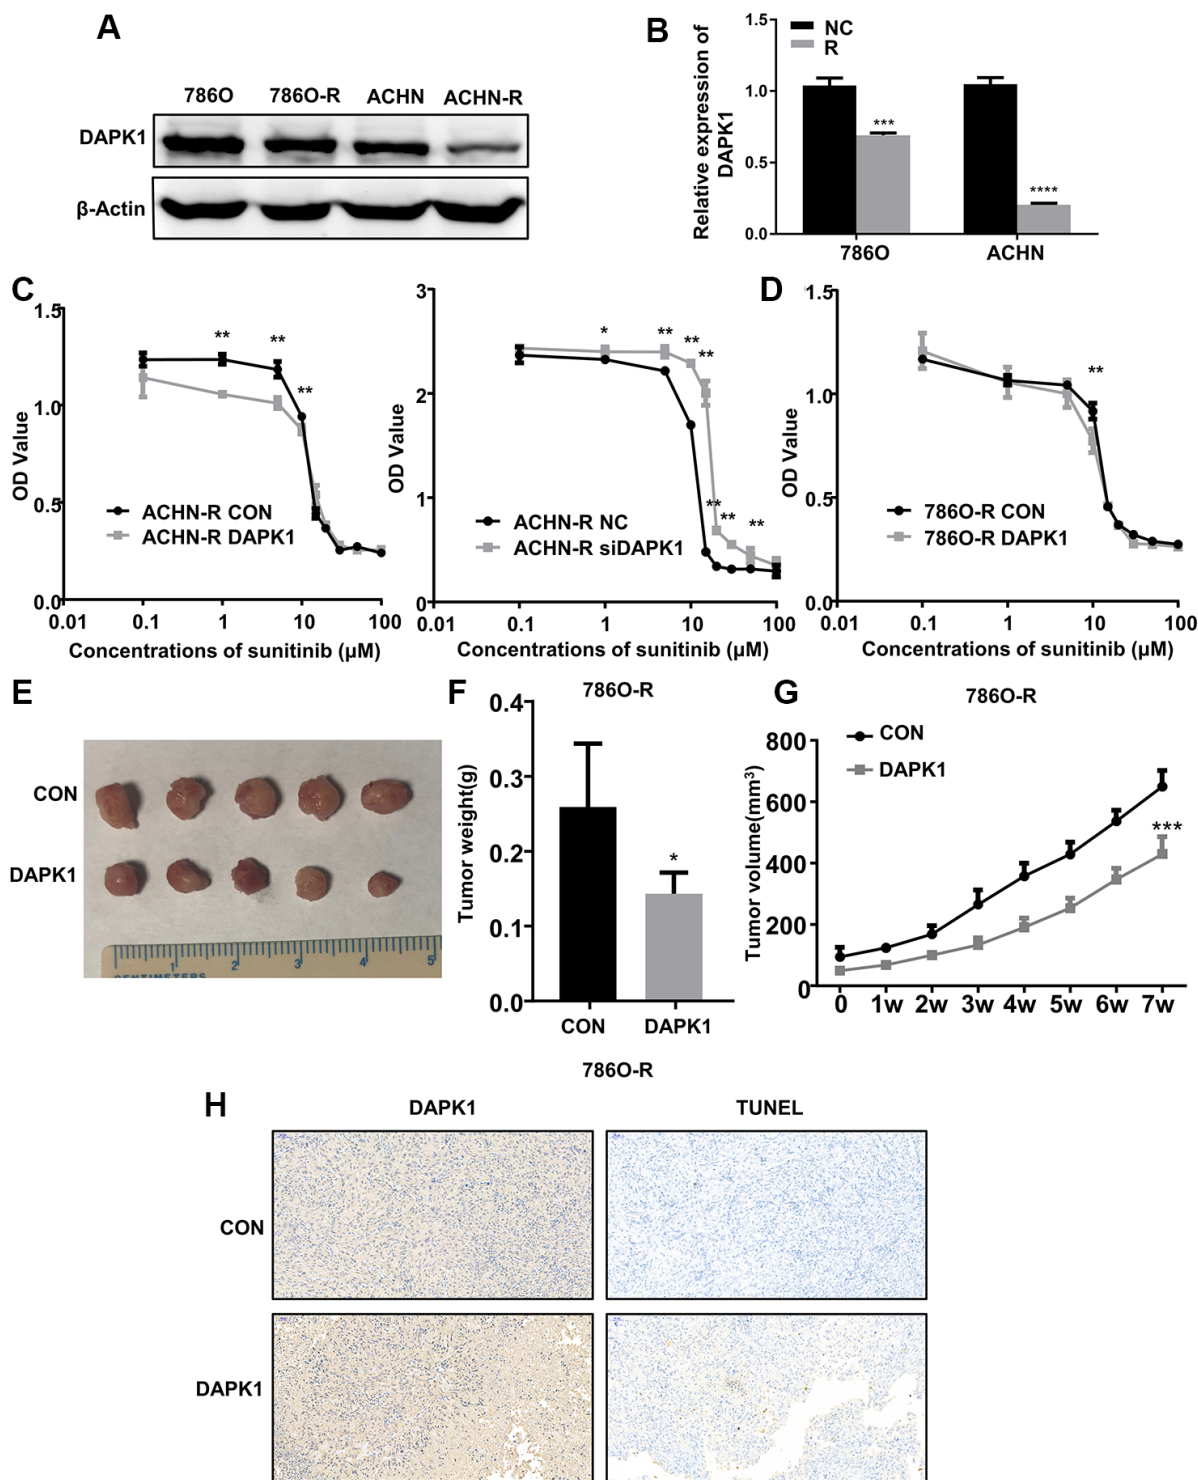 A
786O 786O-R ACHN ACHN-R
DAPK1
β-Actin
B
Relative expression of
DAPK1
1.5
1.0
0.5
0.0
NC
R
***
****
786O ACHN
C
OD Value
1.5
1.0
0.5
0.0
** ** **
ACHN-R CON
ACHN-R DAPK1
0.01 0.1 1 10 100
Concentrations of sunitinib (μM)
OD Value
3
2
1
0
* ** ** **
** ** **
ACHN-R NC
ACHN-R siDAPK1
0.01 0.1 1 10 100
Concentrations of sunitinib (μM)
D
OD Value
1.5
1.0
0.5
0.0
**
786O-R CON
786O-R DAPK1
0.01 0.1 1 10 100
Concentrations of sunitinib (μM)
E
CON
DAPK1
1 2 3 4 5
CENTIMETERS
F
786O-R
Tumor weight(g)
0.4
0.3
0.2
0.1
0.0
*
CON DAPK1
G
786O-R
Tumor volume(mm³)
800
600
400
200
0
CON
DAPK1
***
0 1w 2w 3w 4w 5w 6w 7w
786O-R
H
DAPK1 TUNEL
CON
DAPK1